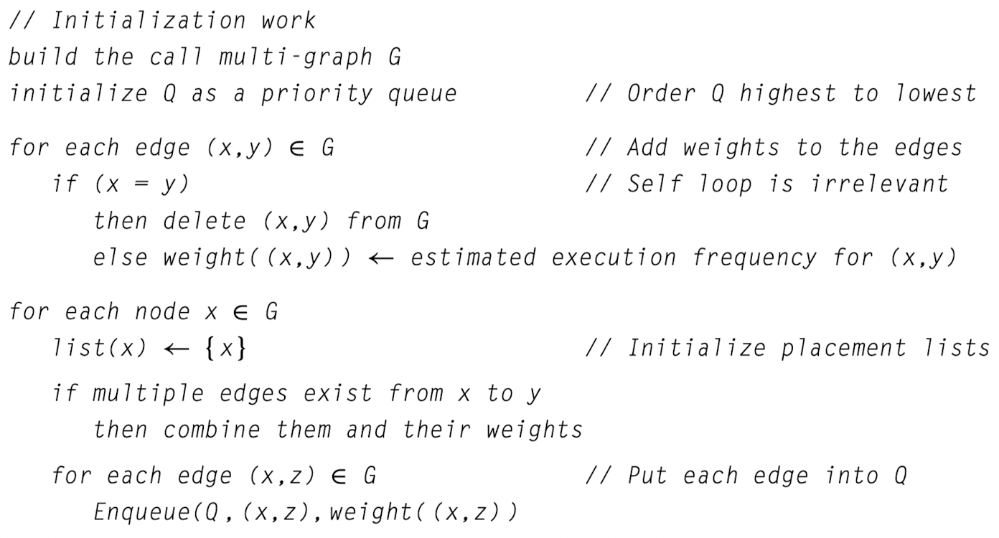 // Initialization work
build the call multi-graph G
initialize Q as a priority queue // Order Q highest to lowest
for each edge (x,y) ∈ G // Add weights to the edges
if (x = y) // Self loop is irrelevant
then delete (x,y) from G
else weight((x,y)) ← estimated execution frequency for (x,y)
for each node x ∈ G
list(x) ← {x} // Initialize placement lists
if multiple edges exist from x to y
then combine them and their weights
for each edge (x,z) ∈ G // Put each edge into Q
Enqueue(Q,(x,z),weight((x,z))